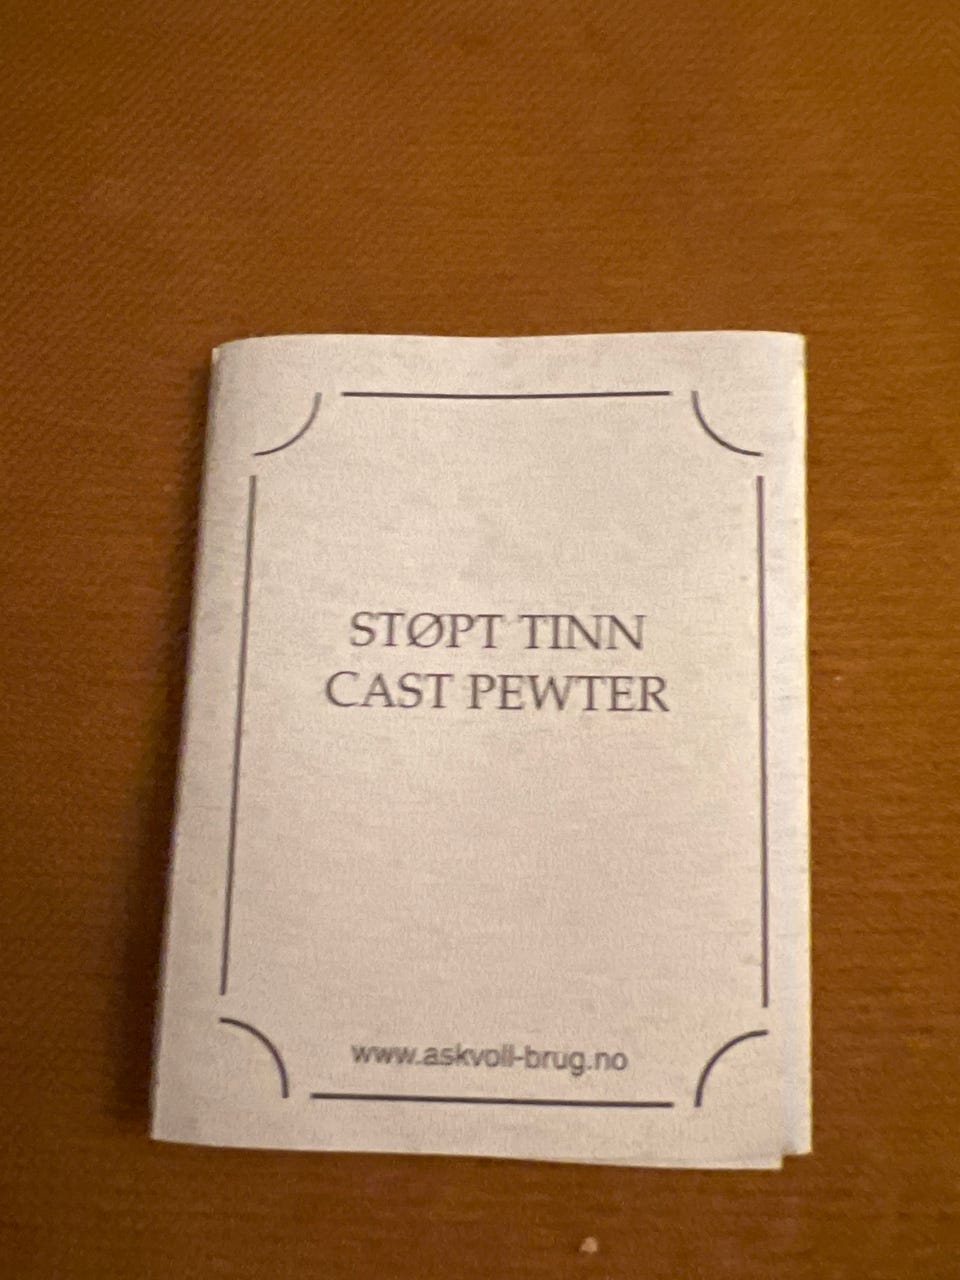 STØPT TINN
CAST PEWTER
www.askvoll-brug.no